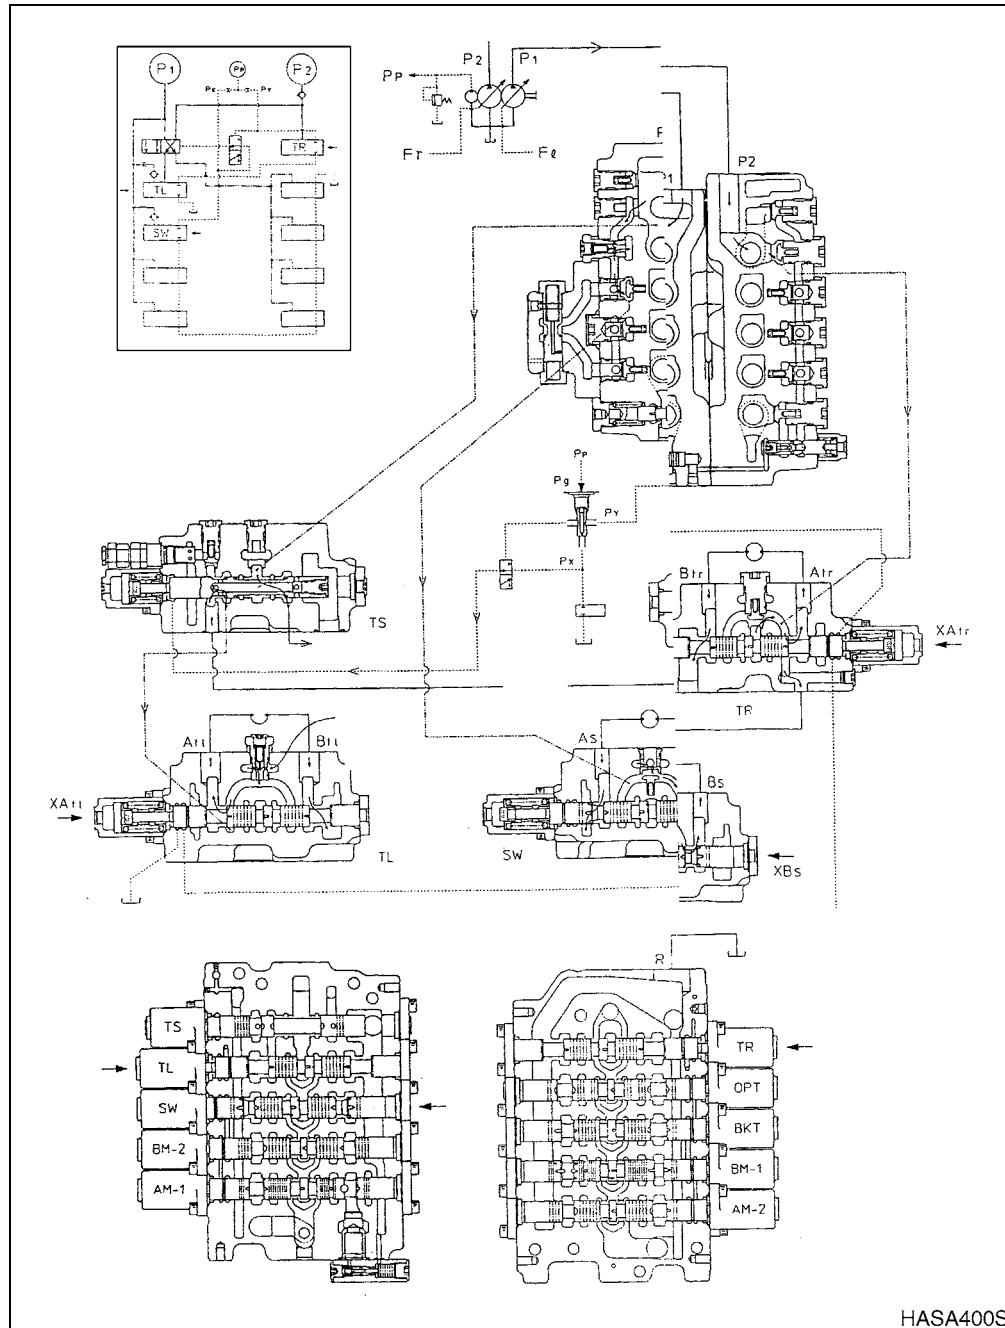 P1
Pp
P2
Px
Py
TR
TL
SW
P2
P1
Pp
Fr
Fℓ
P
P1
P2
Pp
Pg
Py
Px
TS
Btr
Atr
XAtr
TR
Atl
Btl
XAtl
TL
As
Bs
SW
XBs
R
TS
TL
SW
BM-2
AM-1
TR
OPT
BKT
BM-1
AM-2
HASA400S